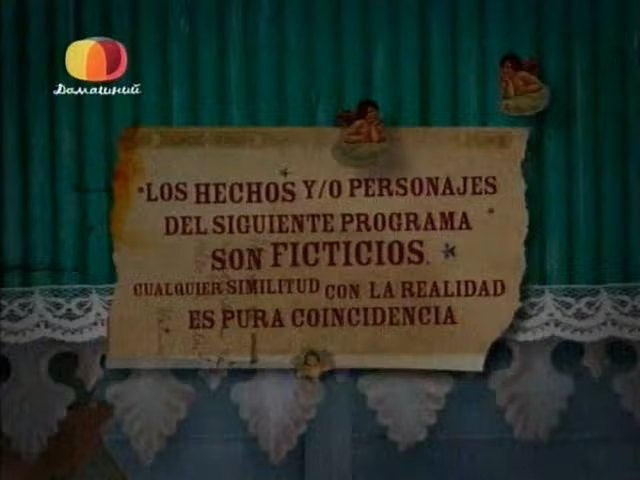 Домашний
"LOS HECHOS Y/O PERSONAJES
DEL SIGUIENTE PROGRAMA
SON FICTICIOS.
CUALQUIER SIMILITUD CON LA REALIDAD
ES PURA COINCIDENCIA